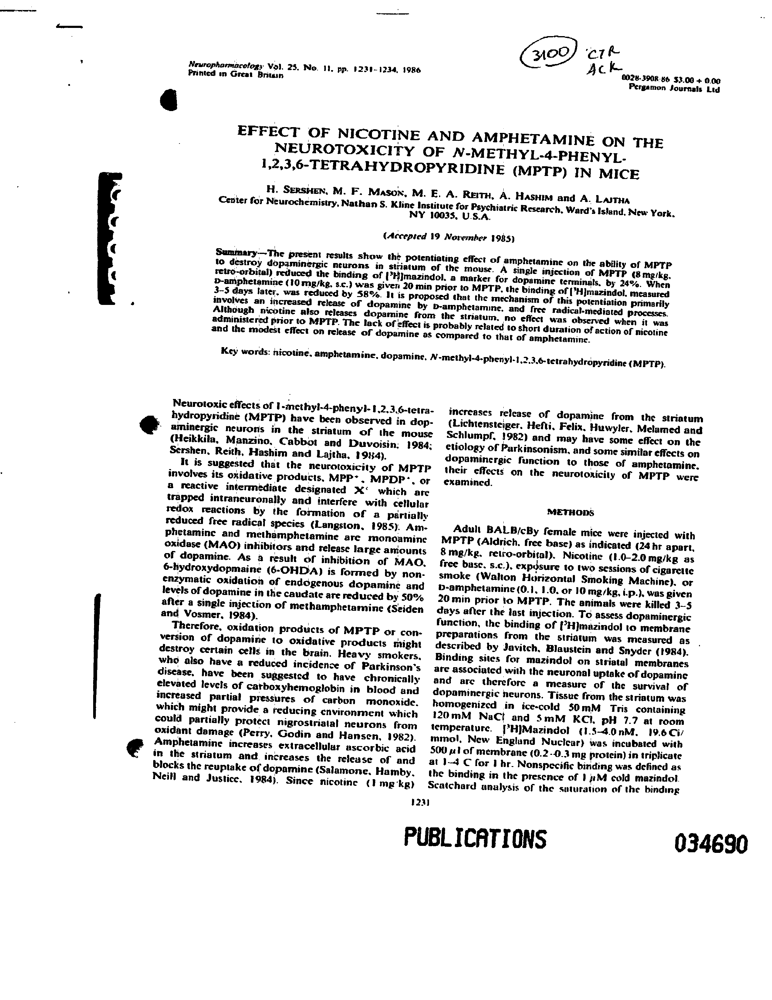 3100 CTR
ACK
Neuropharmacology Vol. 25, No. 11, pp. 1231-1234, 1986
Printed in Great Britain
0028-3908/86 $3.00 + 0.00
Pergamon Journals Ltd
EFFECT OF NICOTINE AND AMPHETAMINE ON THE
NEUROTOXICITY OF N-METHYL-4-PHENYL-
1,2,3,6-TETRAHYDROPYRIDINE (MPTP) IN MICE
H. SERSHEN, M. F. MASON, M. E. A. REITH, A. HASHIM and A. LAJTHA
Center for Neurochemistry, Nathan S. Kline Institute for Psychiatric Research, Ward's Island, New York,
NY 10035, U.S.A.
(Accepted 19 November 1985)
Summary—The present results show the potentiating effect of amphetamine on the ability of MPTP
to destroy dopaminergic neurons in striatum of the mouse. A single injection of MPTP (8 mg/kg,
retro-orbital) reduced the binding of [³H]mazindol, a marker for dopamine terminals, by 24%. When
D-amphetamine (10 mg/kg, s.c.) was given 20 min prior to MPTP, the binding of [³H]mazindol, measured
3–5 days later, was reduced by 58%. It is proposed that the mechanism of this potentiation primarily
involves an increased release of dopamine by D-amphetamine, and free radical-mediated processes.
Although nicotine also releases dopamine from the striatum, no effect was observed when it was
administered prior to MPTP. The lack of effect is probably related to short duration of action of nicotine
and the modest effect on release of dopamine as compared to that of amphetamine.
Key words: nicotine, amphetamine, dopamine, N-methyl-4-phenyl-1,2,3,6-tetrahydropyridine (MPTP).
Neurotoxic effects of 1-methyl-4-phenyl-1,2,3,6-tetra-
hydropyridine (MPTP) have been observed in dop-
aminergic neurons in the striatum of the mouse
(Heikkila, Manzino, Cabbot and Duvoisin, 1984;
Sershen, Reith, Hashim and Lajtha, 1984).
It is suggested that the neurotoxicity of MPTP
involves its oxidative products, MPP⁺, MPDP⁺, or
a reactive intermediate designated X· which are
trapped intraneuronally and interfere with cellular
redox reactions by the formation of a partially
reduced free radical species (Langston, 1985). Am-
phetamine and methamphetamine are monoamine
oxidase (MAO) inhibitors and release large amounts
of dopamine. As a result of inhibition of MAO,
6-hydroxydopmaine (6-OHDA) is formed by non-
enzymatic oxidation of endogenous dopamine and
levels of dopamine in the caudate are reduced by 50%
after a single injection of methamphetamine (Seiden
and Vosmer, 1984).
Therefore, oxidation products of MPTP or con-
version of dopamine to oxidative products might
destroy certain cells in the brain. Heavy smokers,
who also have a reduced incidence of Parkinson's
disease, have been suggested to have chronically
elevated levels of carboxyhemoglobin in blood and
increased partial pressures of carbon monoxide,
which might provide a reducing environment which
could partially protect nigrostriatal neurons from
oxidant damage (Perry, Godin and Hansen, 1982).
Amphetamine increases extracellular ascorbic acid
in the striatum and increases the release of and
blocks the reuptake of dopamine (Salamone, Hamby,
Neill and Justice, 1984). Since nicotine (1 mg/kg)
increases release of dopamine from the striatum
(Lichtensteiger, Hefti, Felix, Huwyler, Melamed and
Schlumpf, 1982) and may have some effect on the
etiology of Parkinsonism, and some similar effects on
dopaminergic function to those of amphetamine,
their effects on the neurotoxicity of MPTP were
examined.
METHODS
Adult BALB/cBy female mice were injected with
MPTP (Aldrich, free base) as indicated (24 hr apart,
8 mg/kg, retro-orbital). Nicotine (1.0–2.0 mg/kg as
free base, s.c.), exposure to two sessions of cigarette
smoke (Walton Horizontal Smoking Machine), or
D-amphetamine (0.1, 1.0, or 10 mg/kg, i.p.), was given
20 min prior to MPTP. The animals were killed 3–5
days after the last injection. To assess dopaminergic
function, the binding of [³H]mazindol to membrane
preparations from the striatum was measured as
described by Javitch, Blaustein and Snyder (1984).
Binding sites for mazindol on striatal membranes
are associated with the neuronal uptake of dopamine
and are therefore a measure of the survival of
dopaminergic neurons. Tissue from the striatum was
homogenized in ice-cold 50 mM Tris containing
120 mM NaCl and 5 mM KCl, pH 7.7 at room
temperature. [³H]Mazindol (1.5–4.0 nM, 19.6 Ci/
mmol, New England Nuclear) was incubated with
500 μl of membrane (0.2–0.3 mg protein) in triplicate
at 1–4 C for 1 hr. Nonspecific binding was defined as
the binding in the presence of 1 μM cold mazindol.
Scatchard analysis of the saturation of the binding
1231
PUBLICATIONS
034690